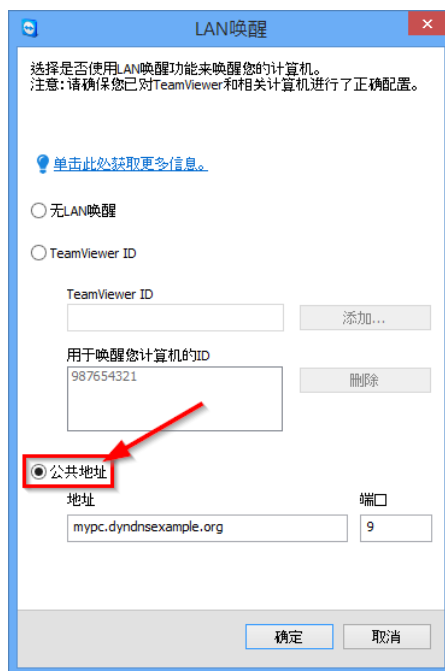 LAN唤醒
选择是否使用LAN唤醒功能来唤醒您的计算机。
注意:请确保您已对TeamViewer和相关计算机进行了正确配置。
单击此处获取更多信息。
无LAN唤醒
TeamViewer ID
TeamViewer ID
添加...
用于唤醒您计算机的ID
987654321
删除
公共地址
地址 端口
mypc.dyndnsexample.org 9
确定 取消